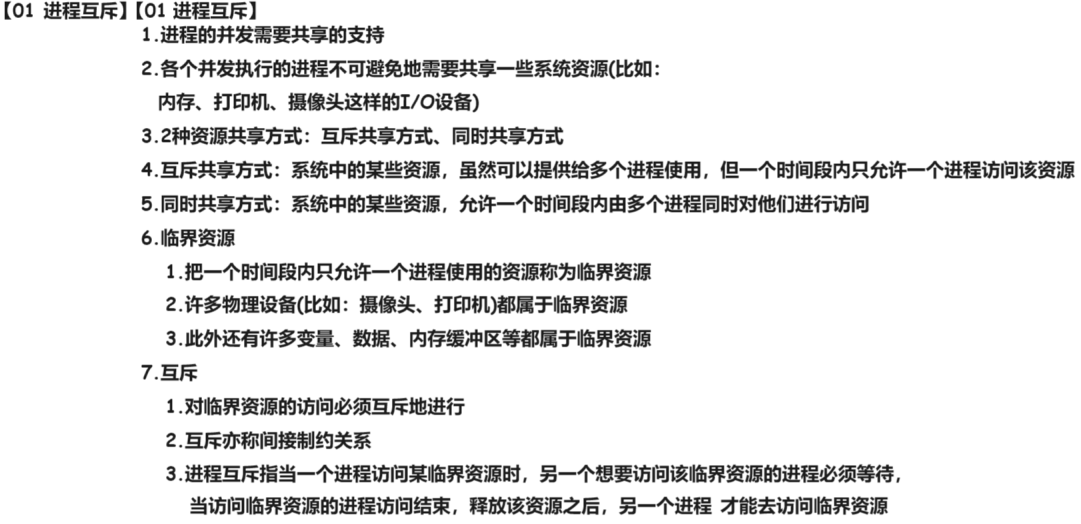 【01 进程互斥】【01 进程互斥】
1.进程的并发需要共享的支持
2.各个并发执行的进程不可避免地需要共享一些系统资源(比如：
内存、打印机、摄像头这样的I/O设备)
3.2种资源共享方式：互斥共享方式、同时共享方式
4.互斥共享方式：系统中的某些资源，虽然可以提供给多个进程使用，但一个时间段内只允许一个进程访问该资源
5.同时共享方式：系统中的某些资源，允许一个时间段内由多个进程同时对他们进行访问
6.临界资源
1.把一个时间段内只允许一个进程使用的资源称为临界资源
2.许多物理设备(比如：摄像头、打印机)都属于临界资源
3.此外还有许多变量、数据、内存缓冲区等都属于临界资源
7.互斥
1.对临界资源的访问必须互斥地进行
2.互斥亦称间接制约关系
3.进程互斥指当一个进程访问某临界资源时，另一个想要访问该临界资源的进程必须等待，
当访问临界资源的进程访问结束，释放该资源之后，另一个进程 才能去访问临界资源